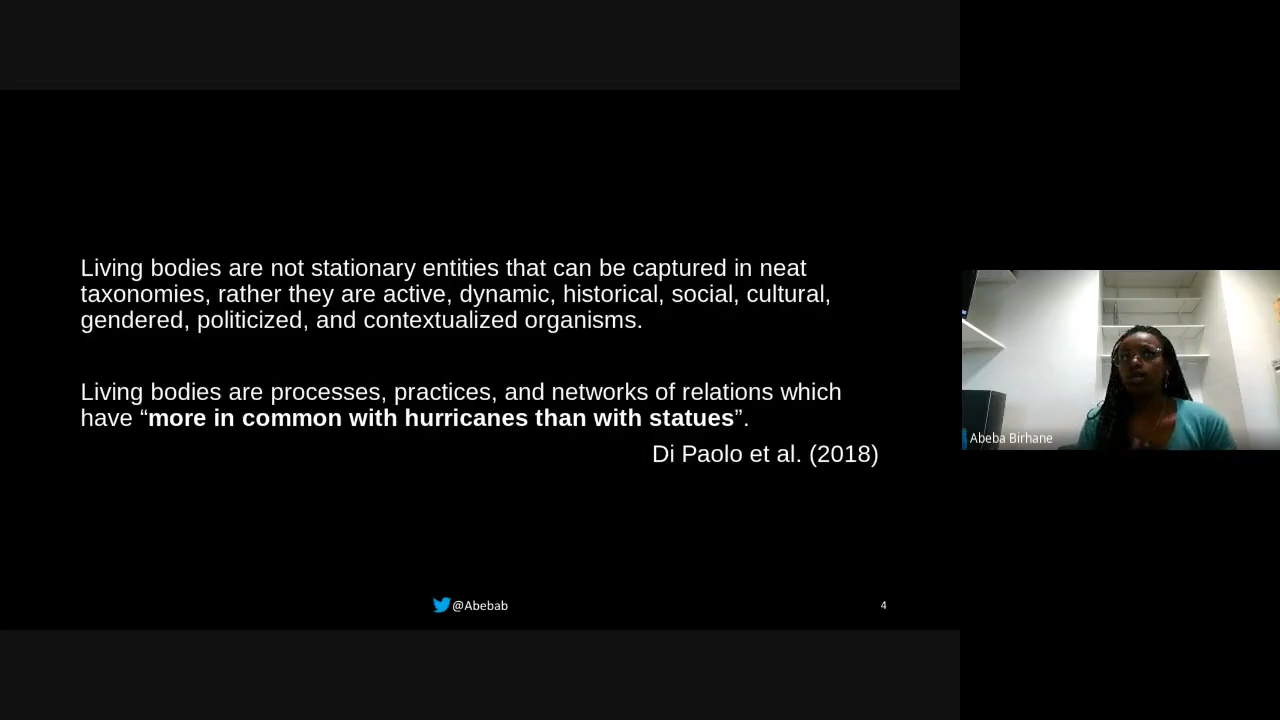 Living bodies are not stationary entities that can be captured in neat
taxonomies, rather they are active, dynamic, historical, social, cultural,
gendered, politicized, and contextualized organisms.
Living bodies are processes, practices, and networks of relations which
have “more in common with hurricanes than with statues”.
Di Paolo et al. (2018)
Abeba Birhane
@Abebab
4